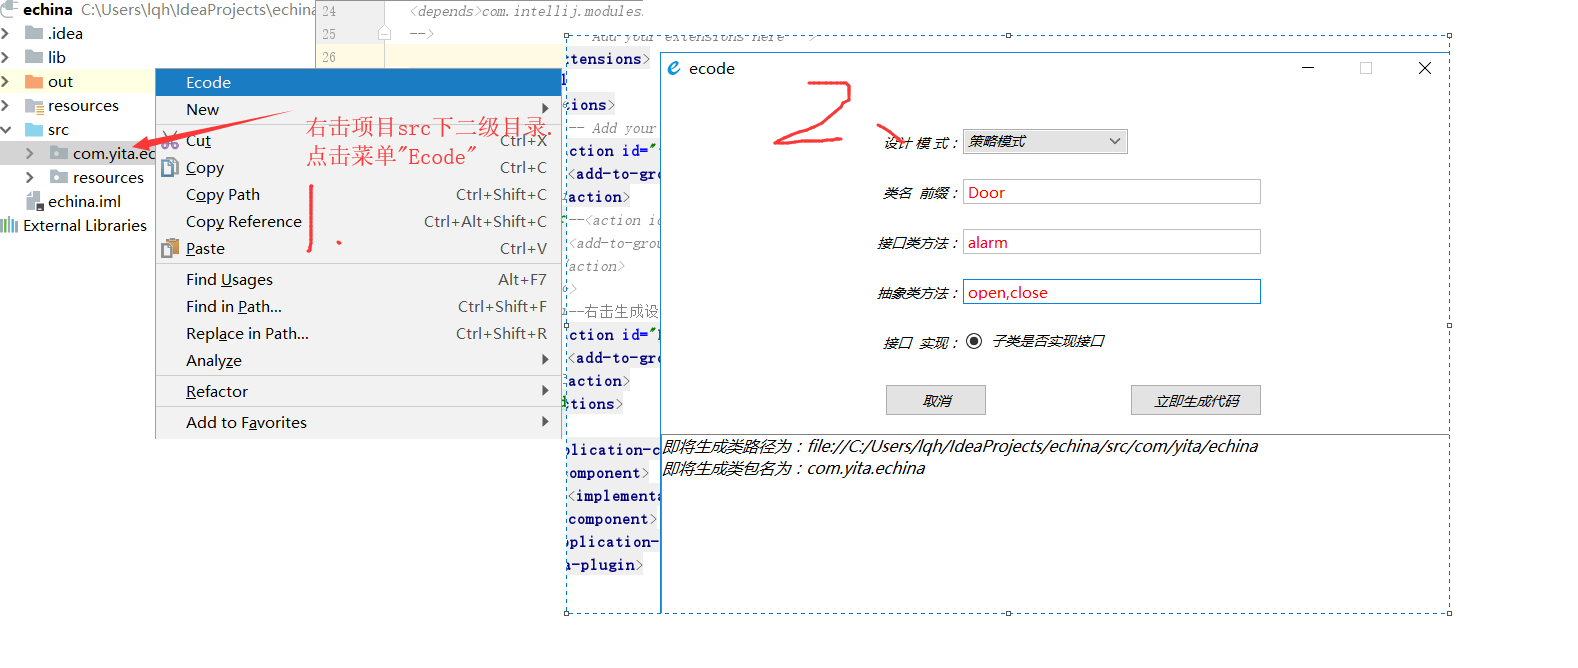 echina C:\Users\lqh\IdeaProjects\echina
.idea
lib
out
resources
src
com.yita.ec
resources
echina.iml
External Libraries
24 <depends>com.intellij.modules.
25 -->
26
Ecode
New
Cut Ctrl+X
Copy Ctrl+C
Copy Path Ctrl+Shift+C
Copy Reference Ctrl+Alt+Shift+C
Paste Ctrl+V
Find Usages Alt+F7
Find in Path... Ctrl+Shift+F
Replace in Path... Ctrl+Shift+R
Analyze
Refactor
Add to Favorites
右击项目src下二级目录.
点击菜单"Ecode"
1.
Add your extensions here -->
tensions>
ions>
-- Add your
action id="
<add-to-gro
action>
--<action id
<add-to-grou
/action>
>
--右击生成设
action id="
<add-to-gro
action>
ctions>
plication-c
omponent>
<implementa
component>
pplication-
a-plugin>
2、
ecode
设计 模 式： 策略模式
类名 前缀： Door
接口类方法： alarm
抽象类方法： open,close
接口 实现： 子类是否实现接口
取消 立即生成代码
即将生成类路径为：file://C:/Users/lqh/IdeaProjects/echina/src/com/yita/echina
即将生成类包名为：com.yita.echina